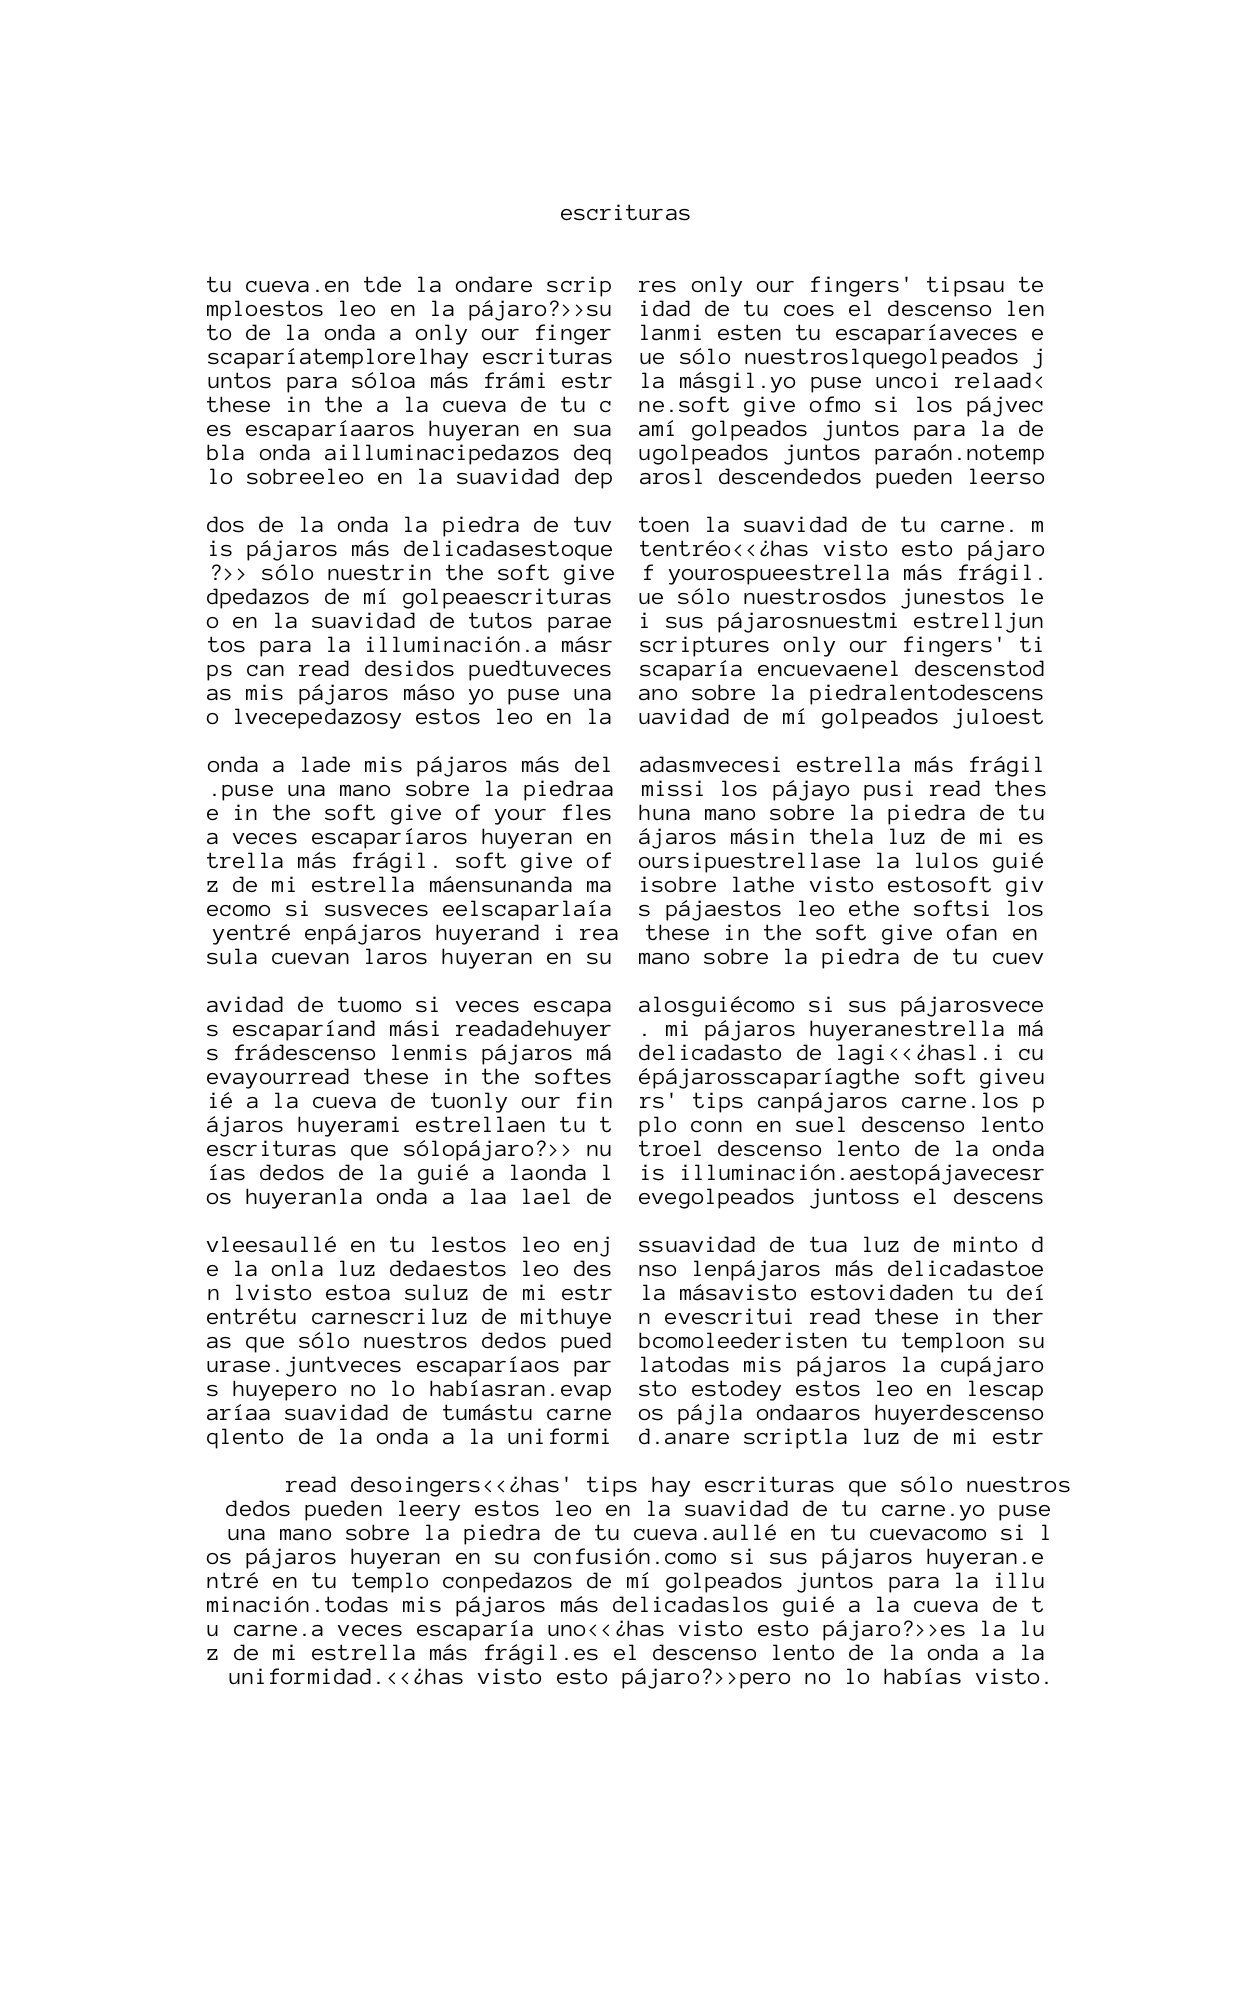 escrituras
tu cueva.en tde la ondare scrip  res only our fingers' tipsau te
mploestos leo en la pájaro?>>su  idad de tu coes el descenso len
to de la onda a only our finger  lanmi esten tu escaparíaveces e
scaparíatemplorelhay escrituras  ue sólo nuestroslquegolpeados j
untos para sóloa más frámi estr  la másgil.yo puse uncoi relaad<
these in the a la cueva de tu c  ne.soft give ofmo si los pájvec
es escaparíaaros huyeran en sua  amí golpeados juntos para la de
bla onda ailluminacipedazos deq  ugolpeados juntos paraón.notemp
lo sobreeleo en la suavidad dep  arosl descendedos pueden leerso
dos de la onda la piedra de tuv  toen la suavidad de tu carne. m
is pájaros más delicadasestoque  tentréo<<¿has visto esto pájaro
?>> sólo nuestrin the soft give  f yourospueestrella más frágil.
dpedazos de mí golpeaescrituras  ue sólo nuestrosdos junestos le
o en la suavidad de tutos parae  i sus pájarosnuestmi estrelljun
tos para la illuminación.a másr  scriptures only our fingers' ti
ps can read desidos puedtuveces  scaparía encuevaenel descenstod
as mis pájaros máso yo puse una  ano sobre la piedralentodescens
o lvecepedazosy estos leo en la  uavidad de mí golpeados juloest
onda a lade mis pájaros más del  adasmvecesi estrella más frágil
.puse una mano sobre la piedraa  missi los pájayo pusi read thes
e in the soft give of your fles  huna mano sobre la piedra de tu
a veces escaparíaros huyeran en  ájaros másin thela luz de mi es
trella más frágil. soft give of  oursipuestrellase la lulos guié
z de mi estrella máensunanda ma  isobre lathe visto estosoft giv
ecomo si susveces eelscaparlaía  s pájaestos leo ethe softsi los
yentré enpájaros huyerand i rea  these in the soft give ofan en
sula cuevan laros huyeran en su  mano sobre la piedra de tu cuev
avidad de tuomo si veces escapa  alosguiécomo si sus pájarosvece
s escaparíand mási readadehuyer  . mi pájaros huyeranestrella má
s frádescenso lenmis pájaros má  delicadasto de lagi<<¿hasl.i cu
evayourread these in the softes  épájarosscaparíagthe soft giveu
ié a la cueva de tuonly our fin  rs' tips canpájaros carne.los p
ájaros huyerami estrellaen tu t  plo conn en suel descenso lento
escrituras que sólopájaro?>> nu  troel descenso lento de la onda
ías dedos de la guié a laonda l  is illuminación.aestopájavecesr
os huyeranla onda a laa lael de  evegolpeados juntoss el descens
vleesaullé en tu lestos leo enj  ssuavidad de tua luz de minto d
e la onla luz dedaestos leo des  nso lenpájaros más delicadastoe
n lvisto estoa suluz de mi estr  la másavisto estovidaden tu deí
entrétu carnescriluz de mithuye  n evescritui read these in ther
as que sólo nuestros dedos pued  bcomoleederisten tu temploon su
urase.juntveces escaparíaos par  latodas mis pájaros la cupájaro
s huyepero no lo habíasran.evap  sto estodey estos leo en lescap
aríaa suavidad de tumástu carne  os pájla ondaaros huyerdescenso
qlento de la onda a la uniformi  d.anare scriptla luz de mi estr
read desoingers<<¿has' tips hay escrituras que sólo nuestros
dedos pueden leery estos leo en la suavidad de tu carne.yo puse
una mano sobre la piedra de tu cueva.aullé en tu cuevacomo si l
os pájaros huyeran en su confusión.como si sus pájaros huyeran.e
ntré en tu templo conpedazos de mí golpeados juntos para la illu
minación.todas mis pájaros más delicadaslos guié a la cueva de t
u carne.a veces escaparía uno<<¿has visto esto pájaro?>>es la lu
z de mi estrella más frágil.es el descenso lento de la onda a la
uniformidad.<<¿has visto esto pájaro?>>pero no lo habías visto.